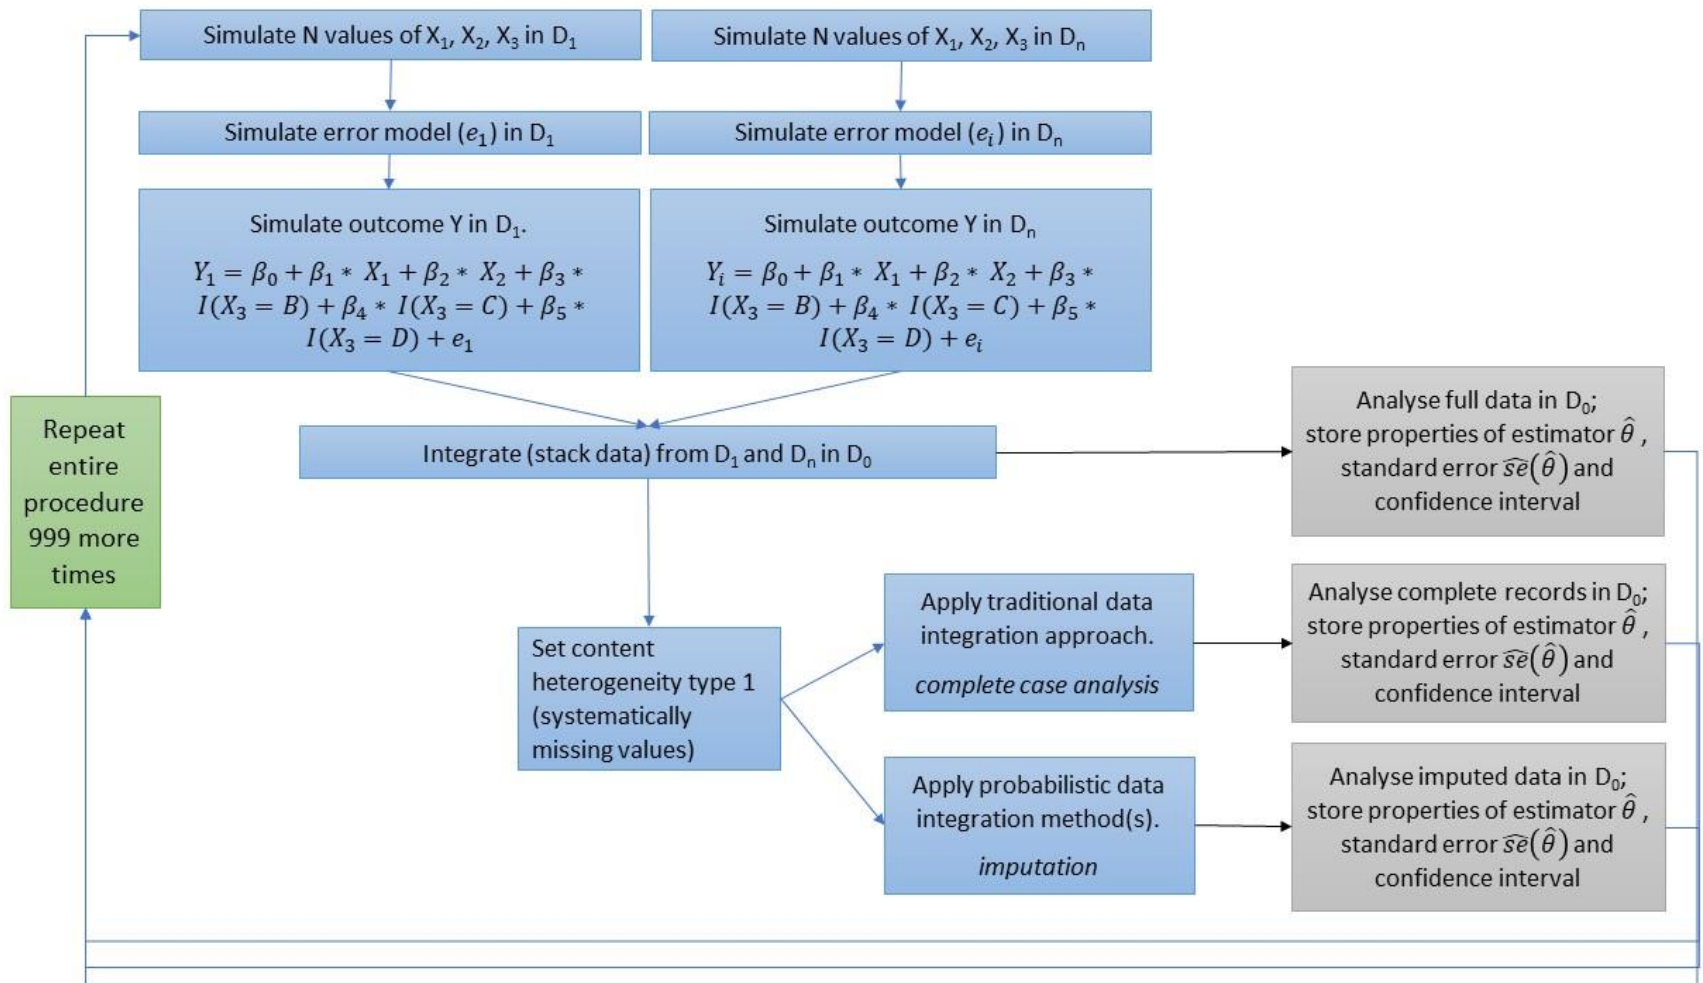 Simulate N values of X₁, X₂, X₃ in D₁
Simulate N values of X₁, X₂, X₃ in Dₙ
Simulate error model (e₁) in D₁
Simulate error model (eᵢ) in Dₙ
Simulate outcome Y in D₁.
Y₁ = β₀ + β₁ * X₁ + β₂ * X₂ + β₃ *
I(X₃ = B) + β₄ * I(X₃ = C) + β₅ *
I(X₃ = D) + e₁
Simulate outcome Y in Dₙ
Yᵢ = β₀ + β₁ * X₁ + β₂ * X₂ + β₃ *
I(X₃ = B) + β₄ * I(X₃ = C) + β₅ *
I(X₃ = D) + eᵢ
Repeat
entire
procedure
999 more
times
Integrate (stack data) from D₁ and Dₙ in D₀
Analyse full data in D₀;
store properties of estimator θ̂ ,
standard error ŝe(θ̂) and
confidence interval
Set content
heterogeneity type 1
(systematically
missing values)
Apply traditional data
integration approach.
complete case analysis
Analyse complete records in D₀;
store properties of estimator θ̂ ,
standard error ŝe(θ̂) and
confidence interval
Apply probabilistic data
integration method(s).
imputation
Analyse imputed data in D₀;
store properties of estimator θ̂ ,
standard error ŝe(θ̂) and
confidence interval